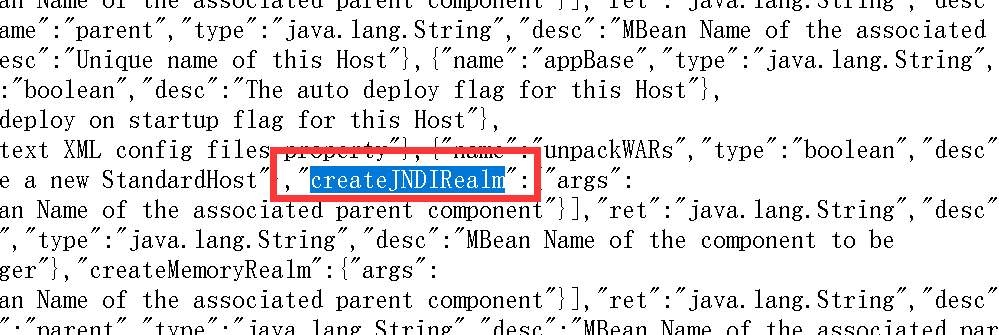 an Name of the associated parent component"}],"ret":"java.lang.String","desc"
ame":"parent","type":"java.lang.String","desc":"MBean Name of the associated
esc":"Unique name of this Host"},{"name":"appBase","type":"java.lang.String",
:"boolean","desc":"The auto deploy flag for this Host"},
deploy on startup flag for this Host"},
text XML config files property"},{"name":"unpackWARs","type":"boolean","desc"
e a new StandardHost"},"createJNDIRealm":{"args":
an Name of the associated parent component"}],"ret":"java.lang.String","desc"
","type":"java.lang.String","desc":"MBean Name of the component to be
ger"},"createMemoryRealm":{"args":
an Name of the associated parent component"}],"ret":"java.lang.String","desc"
":"parent","type":"java.lang.String","desc":"MBean Name of the associated